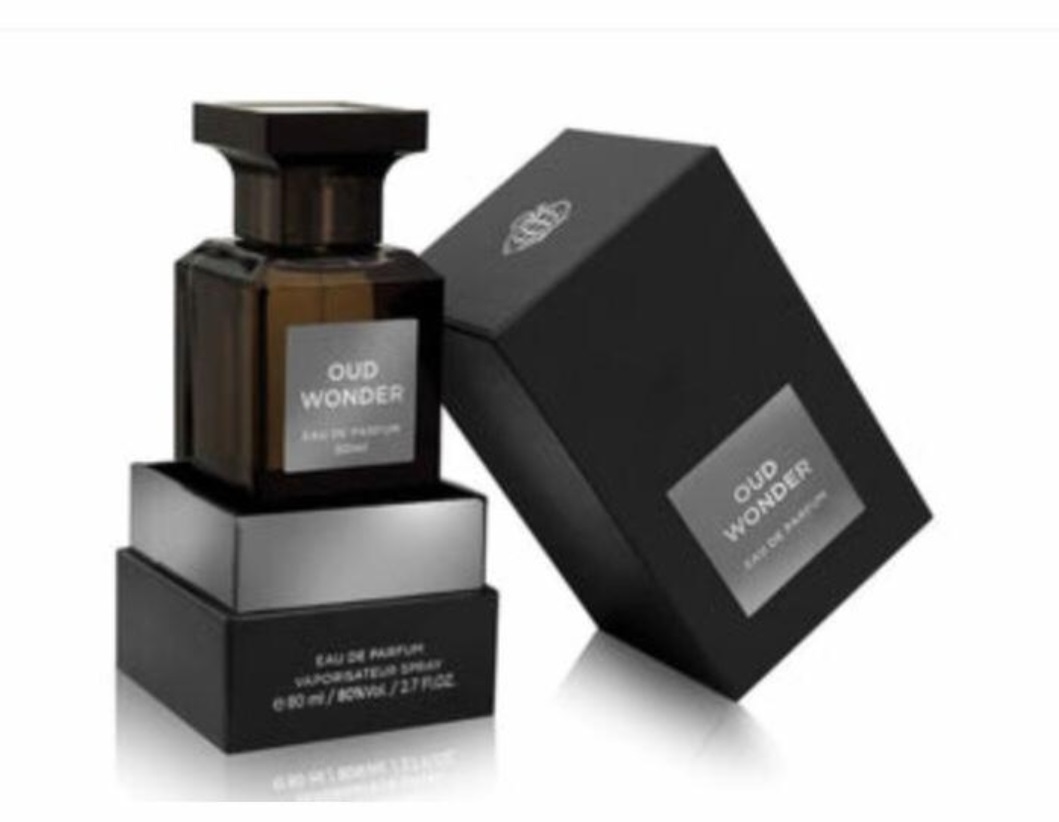 OUD
WONDER
EAU DE PARFUM
80ml
OUD
WONDER
EAU DE PARFUM
EAU DE PARFUM
VAPORISATEUR SPRAY
e 80 ml / 80%Vol. / 2.7 Fl.OZ.